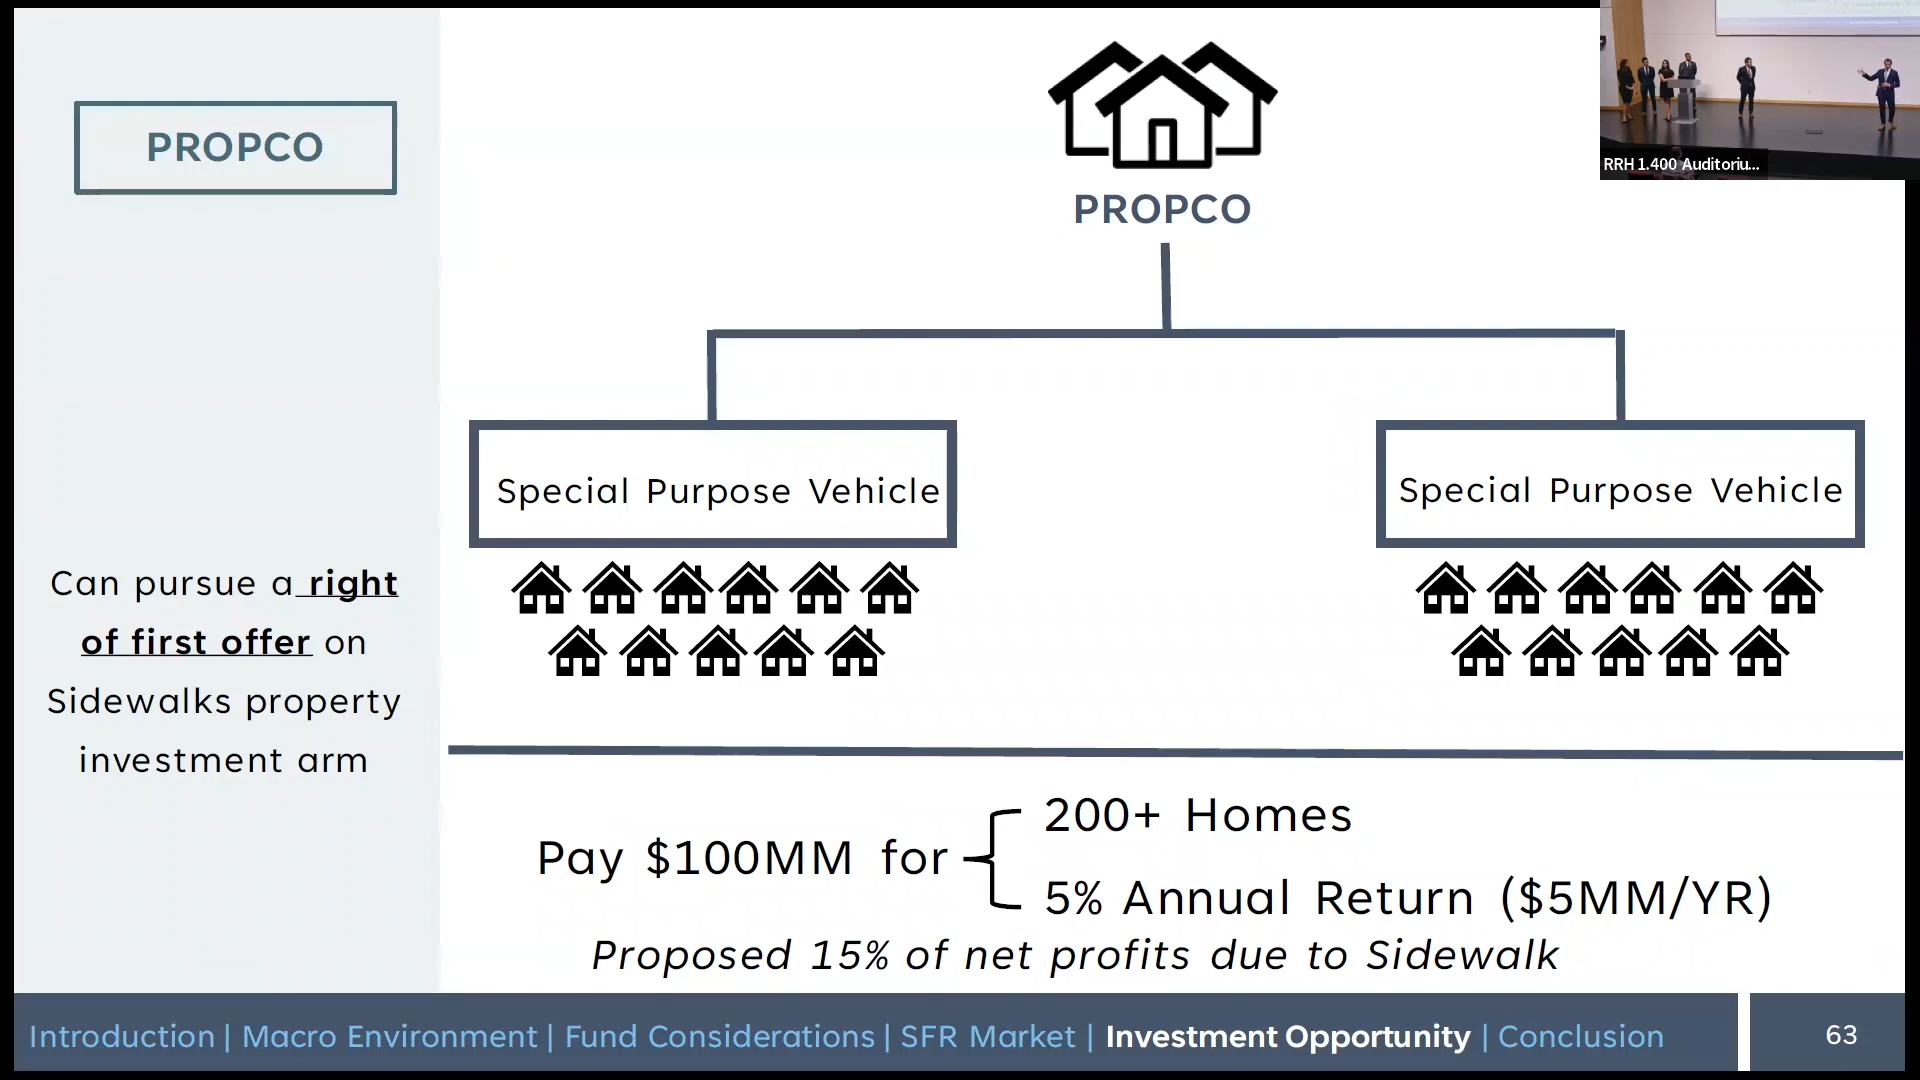 PROPCO
Can pursue a right
of first offer on
Sidewalks property
investment arm
PROPCO
Special Purpose Vehicle
Special Purpose Vehicle
Pay $100MM for
200+ Homes
5% Annual Return ($5MM/YR)
Proposed 15% of net profits due to Sidewalk
Introduction | Macro Environment | Fund Considerations | SFR Market | Investment Opportunity | Conclusion
63
RRH 1.400 Auditoriu...